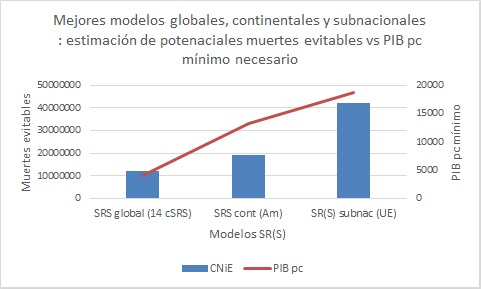 Mejores modelos globales, continentales y subnacionales
: estimación de potenaciales muertes evitables vs PIB pc
mínimo necesario
50000000
40000000
30000000
20000000
10000000
0
Muertes evitables
20000
15000
10000
5000
0
PIB pc mínimo
SRS global (14 cSRS)
SRS cont (Am)
SR(S) subnac (UE)
Modelos SR(S)
CNiE
PIB pc